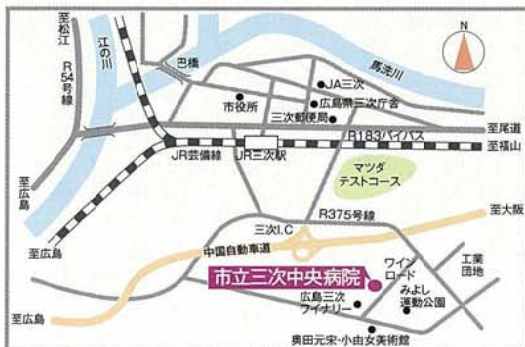 至松江
R54号線
江の川
巴橋
馬洗川
N
JA三次
市役所
広島県三次庁舎
三次郵便局
至尾道
R183バイパス
至福山
JR芸備線
JR三次駅
マツダ
テストコース
至広島
至広島
R375号線
至大阪
三次I.C
中国自動車道
市立三次中央病院
ワイン
ロード
工業
団地
広島三次
ワイナリー
みよし
運動公園
至広島
奥田元宋・小由女美術館